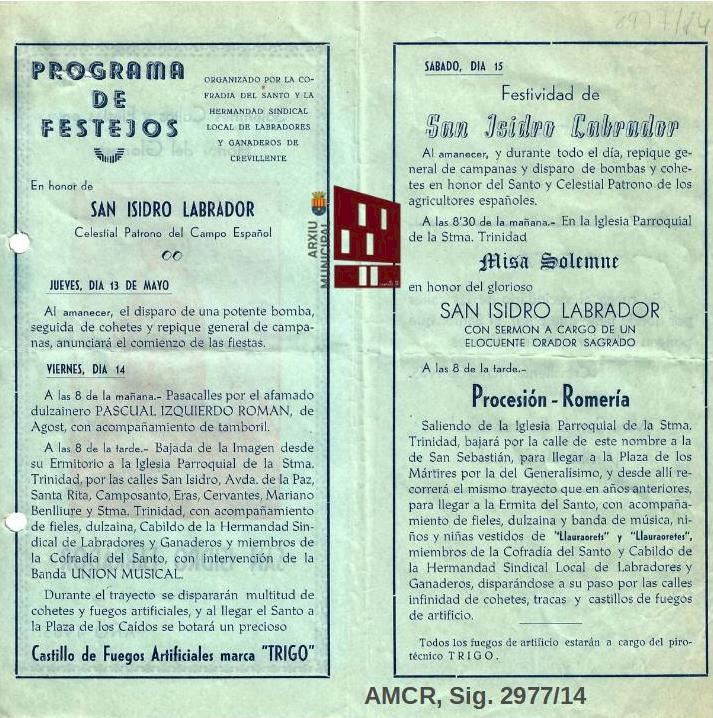 PROGRAMA
DE
FESTEJOS
ORGANIZADO POR LA CO-
FRADIA DEL SANTO Y LA
HERMANDAD SINDICAL
LOCAL DE LABRADORES
Y GANADEROS DE
CREVILLENTE
En honor de
SAN ISIDRO LABRADOR
Celestial Patrono del Campo Español
JUEVES, DIA 13 DE MAYO
Al amanecer, el disparo de una potente bomba,
seguida de cohetes y repique general de campa-
nas, anunciará el comienzo de las fiestas.
VIERNES, DIA 14
A las 8 de la mañana.- Pasacalles por el afamado
dulzainero PASCUAL IZQUIERDO ROMAN, de
Agost, con acompañamiento de tamboril.
A las 8 de la tarde.- Bajada de la Imagen desde
su Ermitorio a la Iglesia Parroquial de la Stma.
Trinidad, por las calles San Isidro, Avda. de la Paz,
Santa Rita, Camposanto, Eras, Cervantes, Mariano
Benlliure y Stma. Trinidad, con acompañamiento
de fieles, dulzaina, Cabildo de la Hermandad Sin-
dical de Labradores y Ganaderos y miembros de
la Cofradía del Santo, con intervención de la
Banda UNION MUSICAL.
Durante el trayecto se dispararán multitud de
cohetes y fuegos artificiales, y al llegar el Santo a
la Plaza de los Caídos se botará un precioso
Castillo de Fuegos Artificiales marca "TRIGO"
ARXIU
MUNICIPAL
2977/14
SABADO, DIA 15
Festividad de
San Isidro Labrador
Al amanecer, y durante todo el día, repique ge-
neral de campanas y disparo de bombas y cohe-
tes en honor del Santo y Celestial Patrono de los
agricultores españoles.
A las 8'30 de la mañana.- En la Iglesia Parroquial
de la Stma. Trinidad
Misa Solemne
en honor del glorioso
SAN ISIDRO LABRADOR
CON SERMON A CARGO DE UN
ELOCUENTE ORADOR SAGRADO
A las 8 de la tarde.-
Procesión - Romería
Saliendo de la Iglesia Parroquial de la Stma.
Trinidad, bajará por la calle de este nombre a la
de San Sebastián, para llegar a la Plaza de los
Mártires por la del Generalísimo, y desde allí re-
correrá el mismo trayecto que en años anteriores,
para llegar a la Ermita del Santo, con acompaña-
miento de fieles, dulzaina y banda de música, ni-
ños y niñas vestidos de "Llauraorets" y "Llauraoretes",
miembros de la Cofradía del Santo y Cabildo de
la Hermandad Sindical Local de Labradores y
Ganaderos, disparándose a su paso por las calles
infinidad de cohetes, tracas y castillos de fuegos
de artificio.
Todos los fuegos de artificio estarán a cargo del piro-
técnico TRIGO.
AMCR, Sig. 2977/14